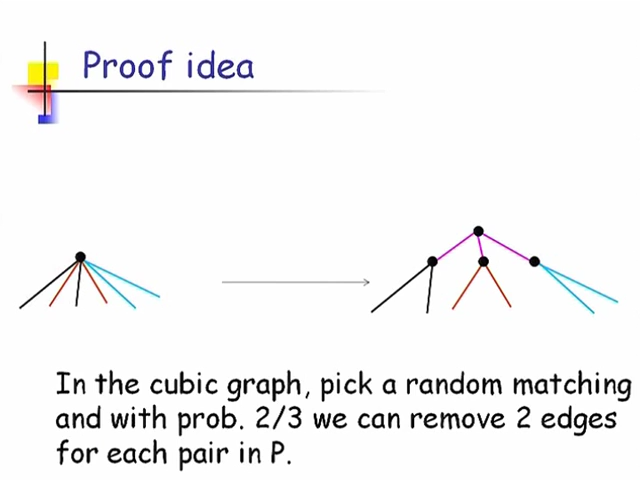 Proof idea
In the cubic graph, pick a random matching
and with prob. 2/3 we can remove 2 edges
for each pair in P.